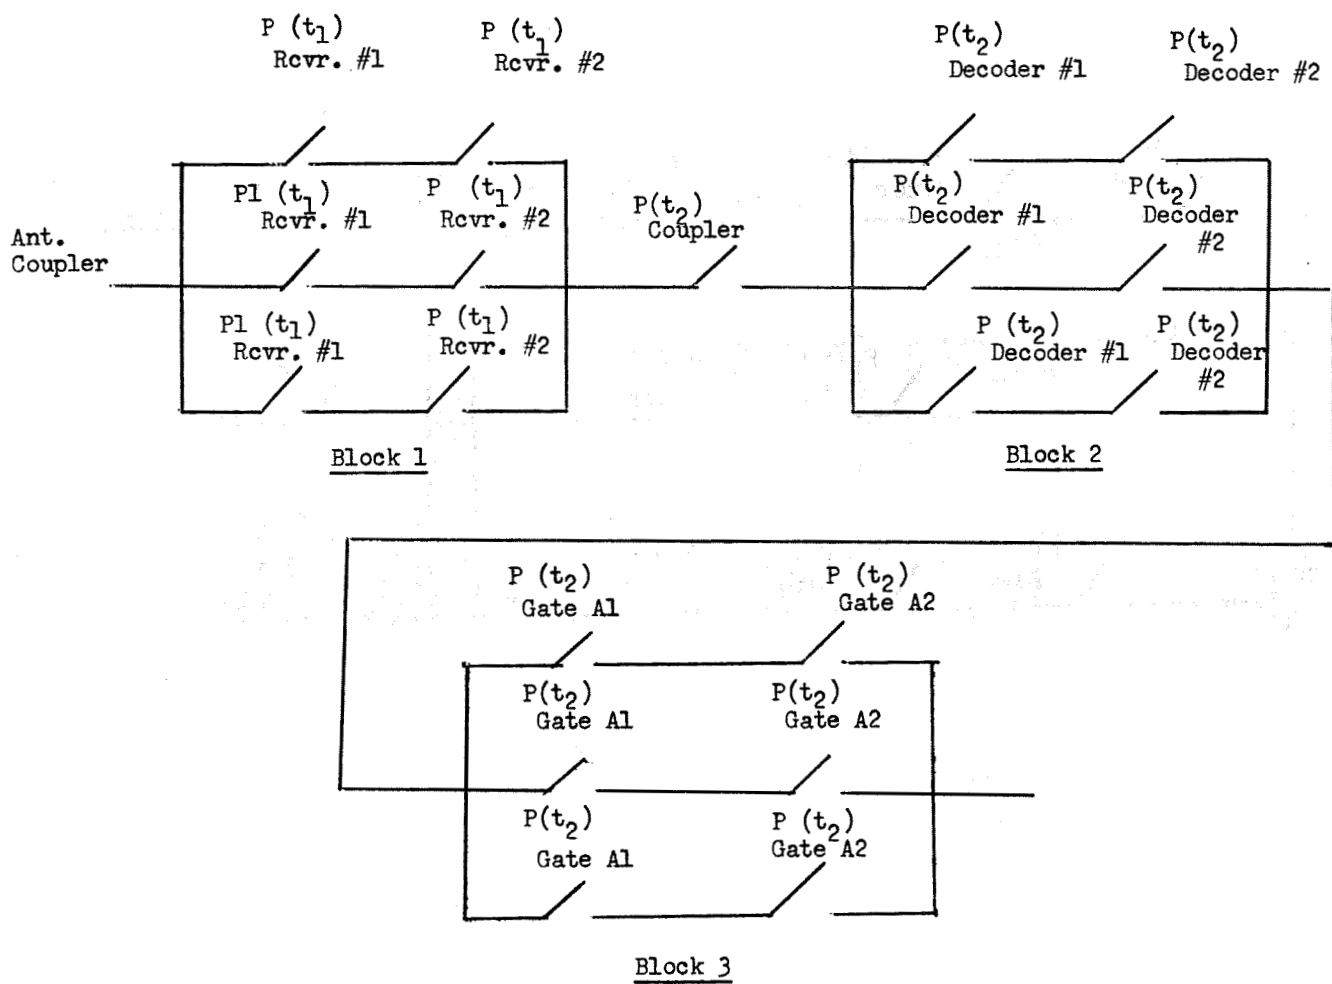 P (t1)
Rcvr. #1
P (t1)
Rcvr. #2
P(t2)
Decoder #1
P(t2)
Decoder #2
P1 (t1)
Rcvr. #1
P (t1)
Rcvr. #2
P(t2)
Coupler
P(t2)
Decoder #1
P(t2)
Decoder
#2
Ant.
Coupler
P1 (t1)
Rcvr. #1
P (t1)
Rcvr. #2
P (t2)
Decoder #1
P (t2)
Decoder
#2
Block 1
Block 2
P (t2)
Gate A1
P (t2)
Gate A2
P(t2)
Gate A1
P(t2)
Gate A2
P(t2)
Gate A1
P (t2)
Gate A2
Block 3